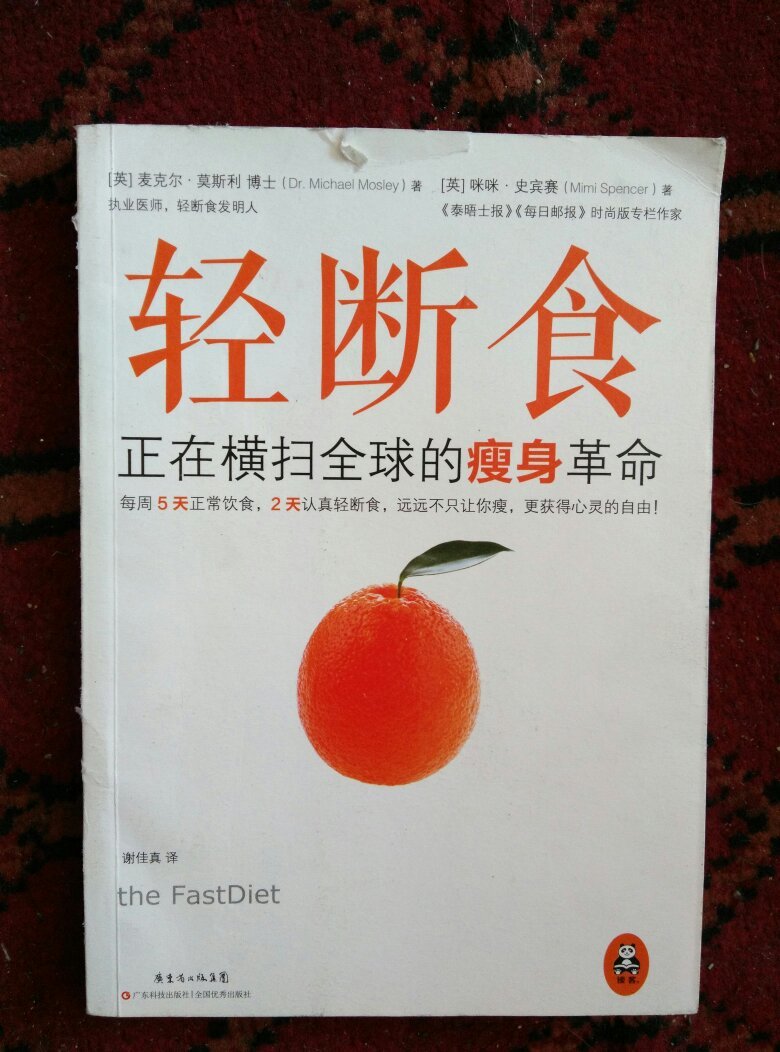 [英] 麦克尔·莫斯利 博士 (Dr. Michael Mosley) 著
执业医师，轻断食发明人
[英] 咪咪·史宾赛 (Mimi Spencer) 著
《泰晤士报》《每日邮报》时尚版专栏作家
轻断食
正在横扫全球的瘦身革命
每周 5 天正常饮食，2 天认真轻断食，远远不只让你瘦，更获得心灵的自由！
谢佳真 译
the FastDiet
广东省出版集团
广东科技出版社 | 全国优秀出版社
读客